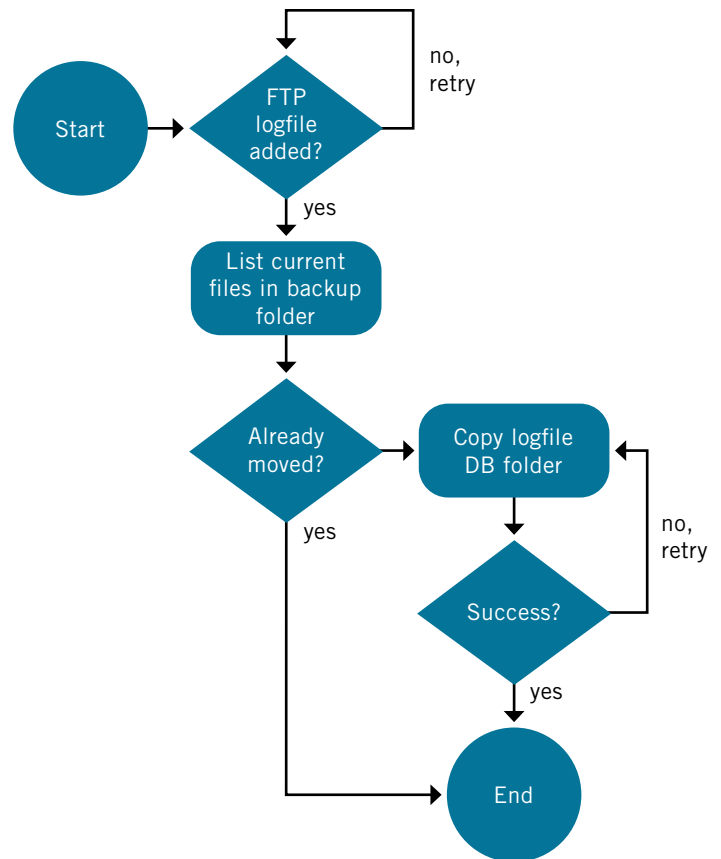 Start
FTP
logfile
added?
no,
retry
yes
List current
files in backup
folder
Already
moved?
yes
Copy logfile
DB folder
no,
retry
Success?
yes
End